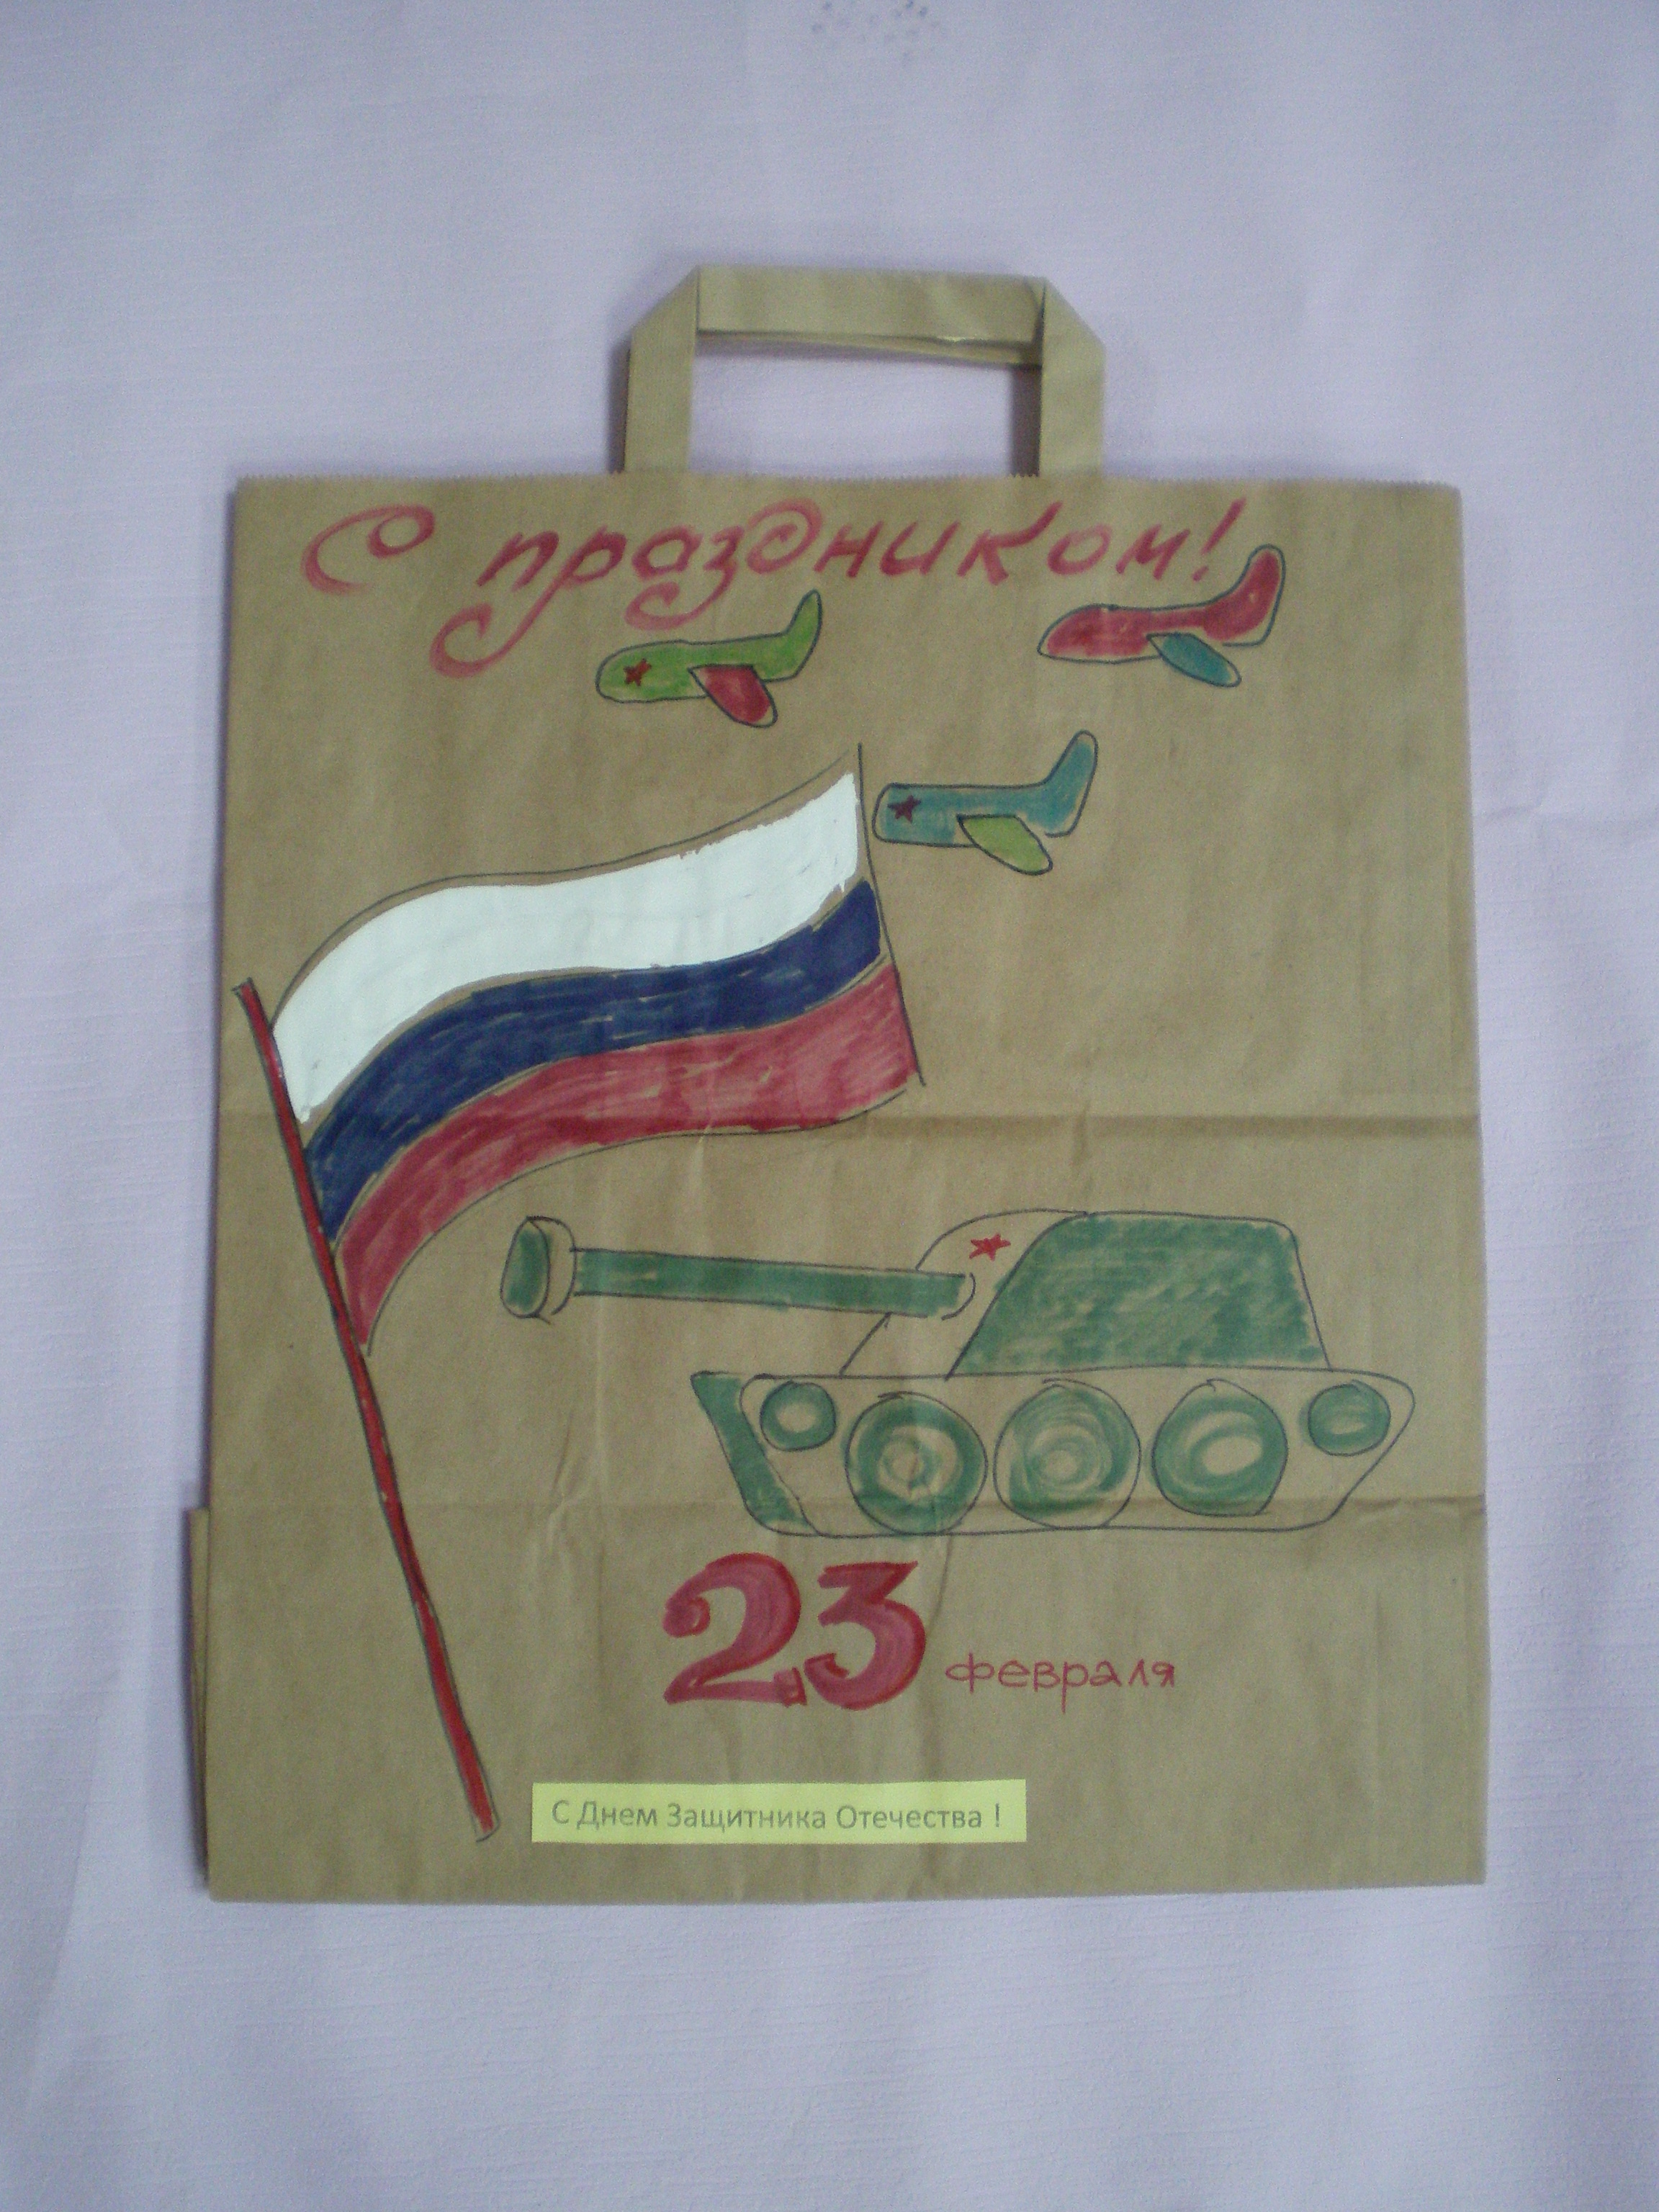 С праздником!
23 февраля
С Днем Защитника Отечества !